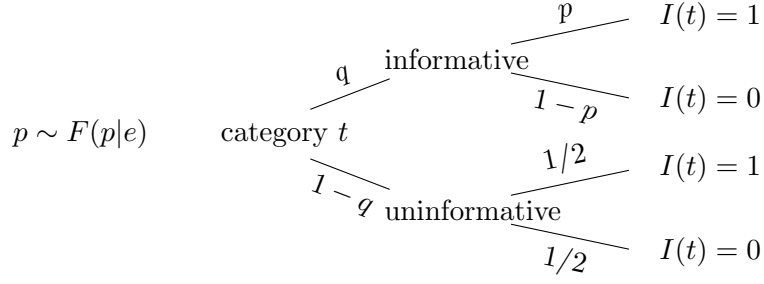 p
I(t) = 1
informative
q
1 − p
I(t) = 0
p ∼ F(p|e)
category t
1/2
I(t) = 1
1 − q
uninformative
1/2
I(t) = 0